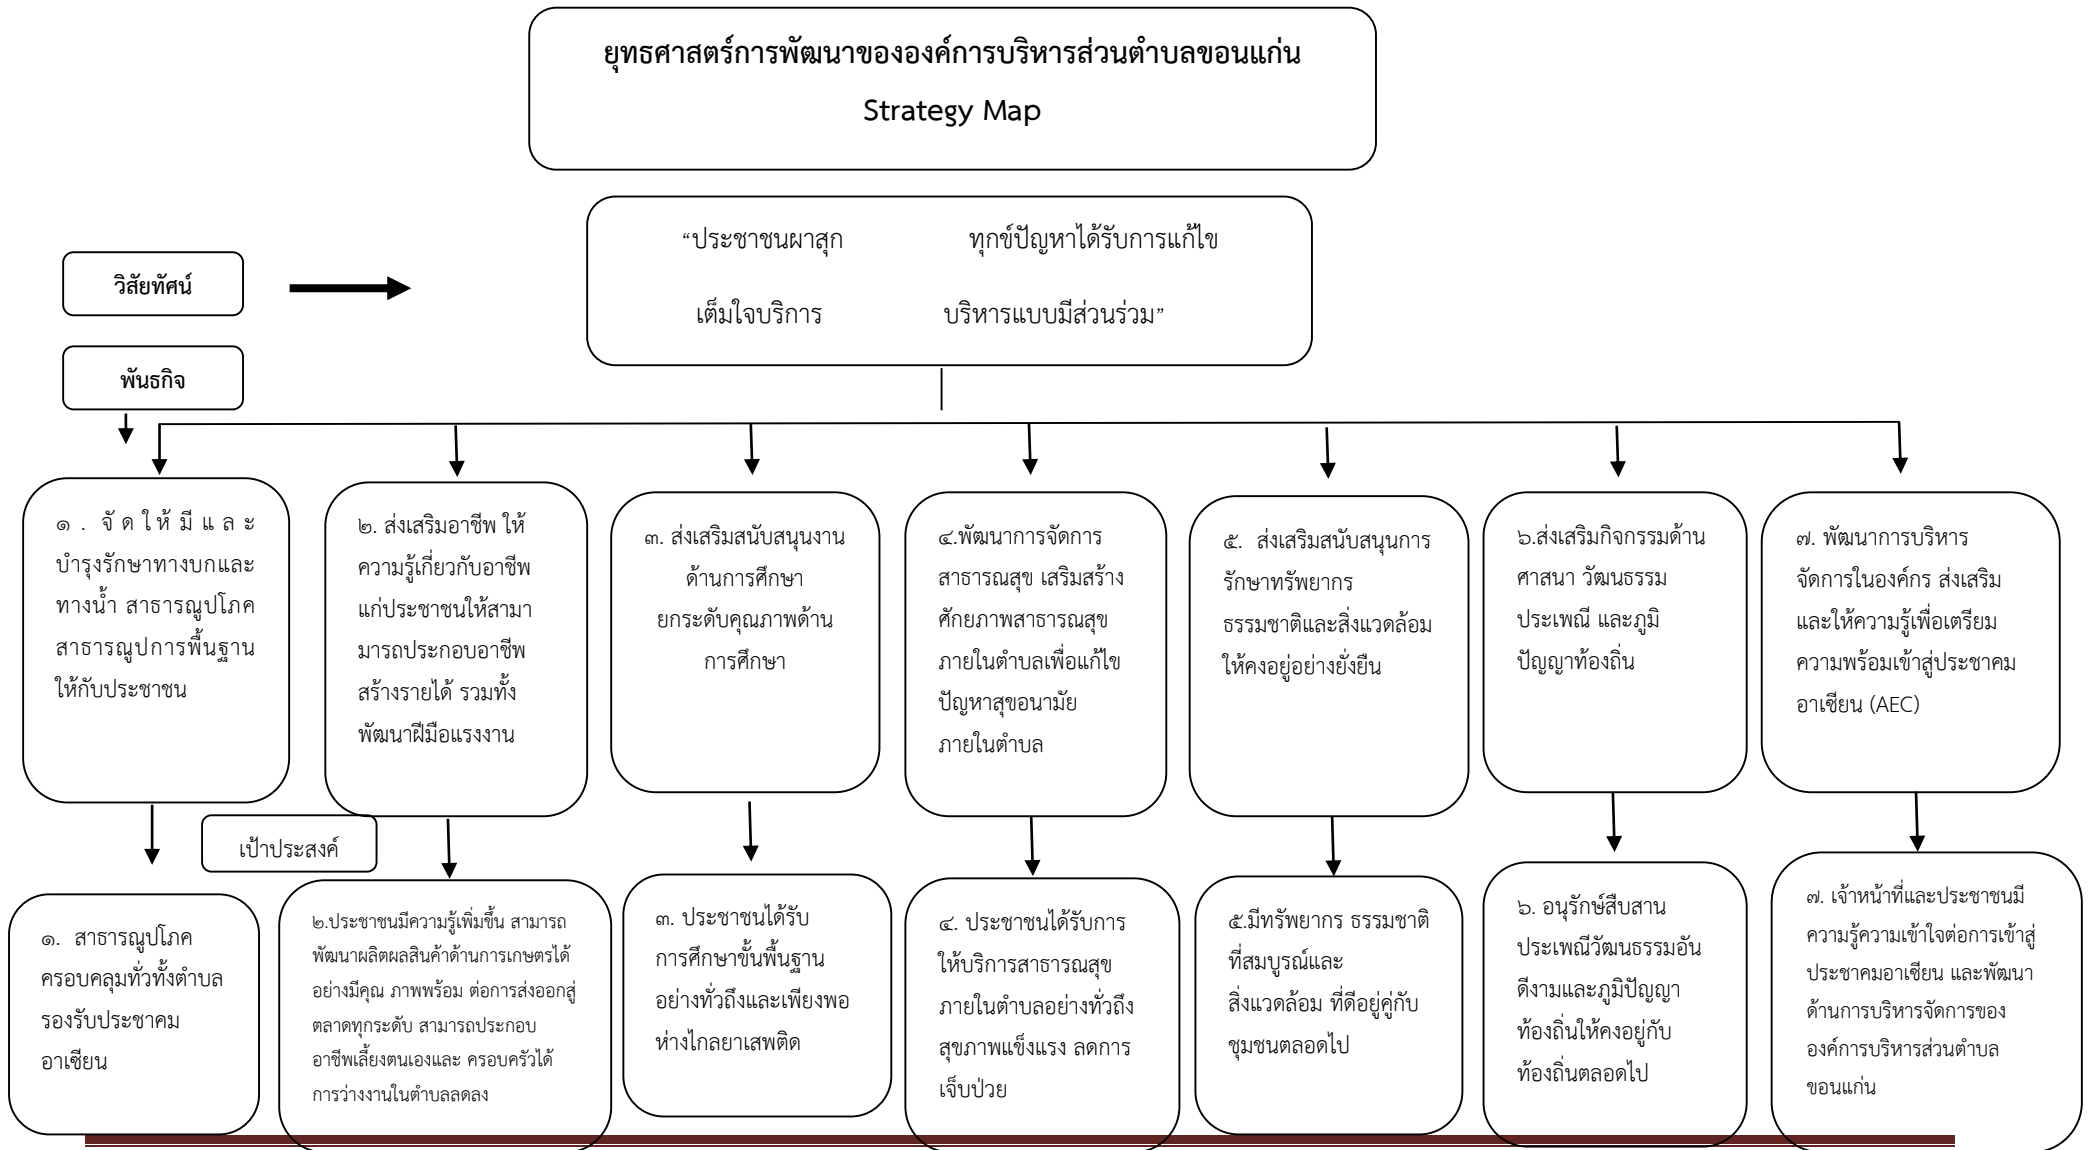 ยุทธศาสตร์การพัฒนาขององค์การบริหารส่วนตำบลขอนแก่น
Strategy Map
“ประชาชนผาสุก ทุกข์ปัญหาได้รับการแก้ไข
เต็มใจบริการ บริหารแบบมีส่วนร่วม”
วิสัยทัศน์
พันธกิจ
๑. จัดให้มีและ
บำรุงรักษาทางบกและ
ทางน้ำ สาธารณูปโภค
สาธารณูปการพื้นฐาน
ให้กับประชาชน
๒. ส่งเสริมอาชีพ ให้
ความรู้เกี่ยวกับอาชีพ
แก่ประชาชนให้สามา
มารถประกอบอาชีพ
สร้างรายได้ รวมทั้ง
พัฒนาฝีมือแรงงาน
๓. ส่งเสริมสนับสนุนงาน
ด้านการศึกษา
ยกระดับคุณภาพด้าน
การศึกษา
๔.พัฒนาการจัดการ
สาธารณสุข เสริมสร้าง
ศักยภาพสาธารณสุข
ภายในตำบลเพื่อแก้ไข
ปัญหาสุขอนามัย
ภายในตำบล
๕. ส่งเสริมสนับสนุนการ
รักษาทรัพยากร
ธรรมชาติและสิ่งแวดล้อม
ให้คงอยู่อย่างยั่งยืน
๖.ส่งเสริมกิจกรรมด้าน
ศาสนา วัฒนธรรม
ประเพณี และภูมิ
ปัญญาท้องถิ่น
๗. พัฒนาการบริหาร
จัดการในองค์กร ส่งเสริม
และให้ความรู้เพื่อเตรียม
ความพร้อมเข้าสู่ประชาคม
อาเซียน (AEC)
เป้าประสงค์
๑. สาธารณูปโภค
ครอบคลุมทั่วทั้งตำบล
รองรับประชาคม
อาเซียน
๒.ประชาชนมีความรู้เพิ่มขึ้น สามารถ
พัฒนาผลิตผลสินค้าด้านการเกษตรได้
อย่างมีคุณ ภาพพร้อม ต่อการส่งออกสู่
ตลาดทุกระดับ สามารถประกอบ
อาชีพเลี้ยงตนเองและ ครอบครัวได้
การว่างงานในตำบลลดลง
๓. ประชาชนได้รับ
การศึกษาขั้นพื้นฐาน
อย่างทั่วถึงและเพียงพอ
ห่างไกลยาเสพติด
๔. ประชาชนได้รับการ
ให้บริการสาธารณสุข
ภายในตำบลอย่างทั่วถึง
สุขภาพแข็งแรง ลดการ
เจ็บป่วย
๕.มีทรัพยากร ธรรมชาติ
ที่สมบูรณ์และ
สิ่งแวดล้อม ที่ดีอยู่คู่กับ
ชุมชนตลอดไป
๖. อนุรักษ์สืบสาน
ประเพณีวัฒนธรรมอัน
ดีงามและภูมิปัญญา
ท้องถิ่นให้คงอยู่กับ
ท้องถิ่นตลอดไป
๗. เจ้าหน้าที่และประชาชนมี
ความรู้ความเข้าใจต่อการเข้าสู่
ประชาคมอาเซียน และพัฒนา
ด้านการบริหารจัดการของ
องค์การบริหารส่วนตำบล
ขอนแก่น